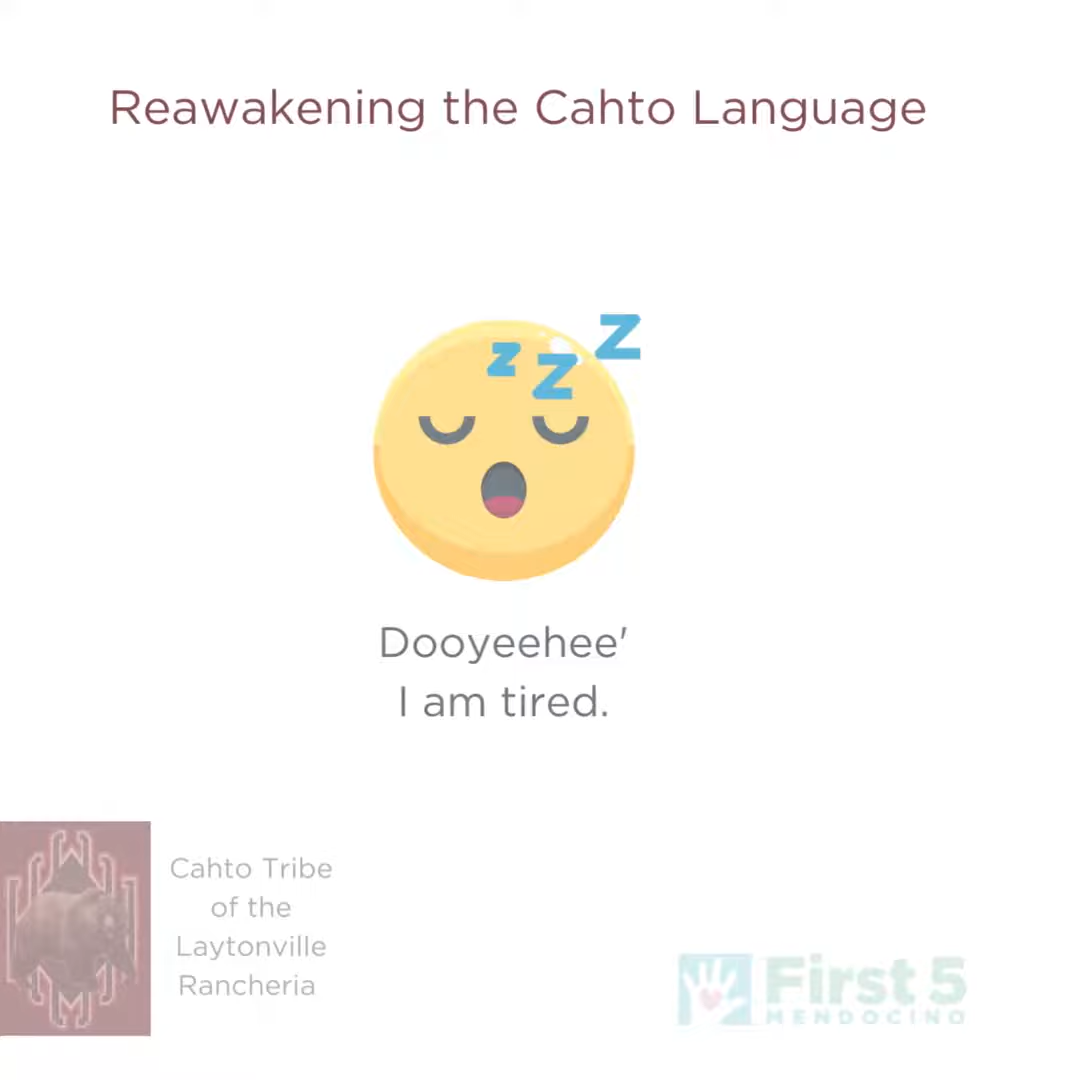 Reawakening the Cahto Language
z z Z
Dooyeehee'
I am tired.
Cahto Tribe
of the
Laytonville
Rancheria
First 5
MENDOCINO